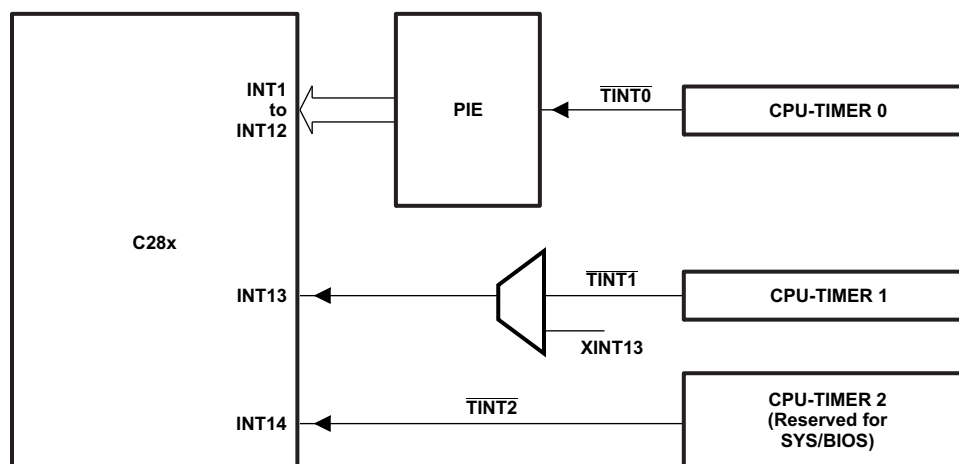 INT1
to
INT12
PIE
TINT0
CPU-TIMER 0
C28x
INT13
TINT1
CPU-TIMER 1
XINT13
INT14
TINT2
CPU-TIMER 2
(Reserved for
SYS/BIOS)